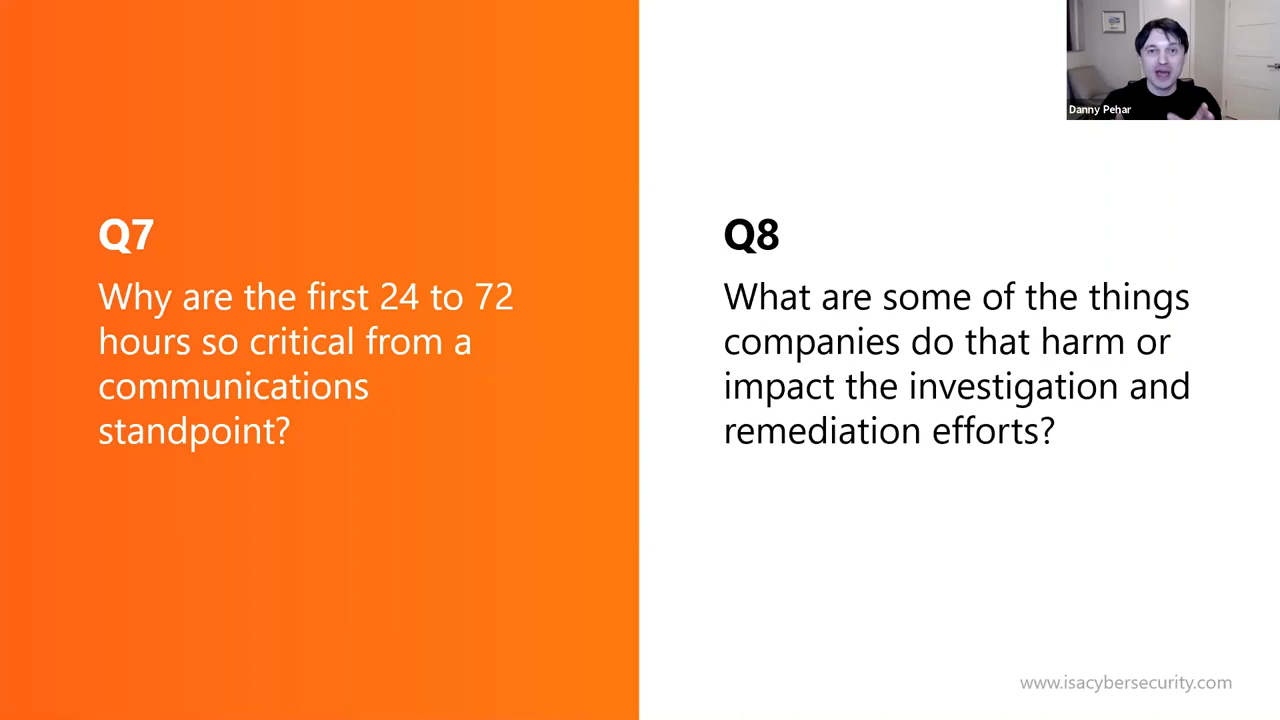 Danny Pehar
Q7
Why are the first 24 to 72
hours so critical from a
communications
standpoint?
Q8
What are some of the things
companies do that harm or
impact the investigation and
remediation efforts?
www.isacybersecurity.com